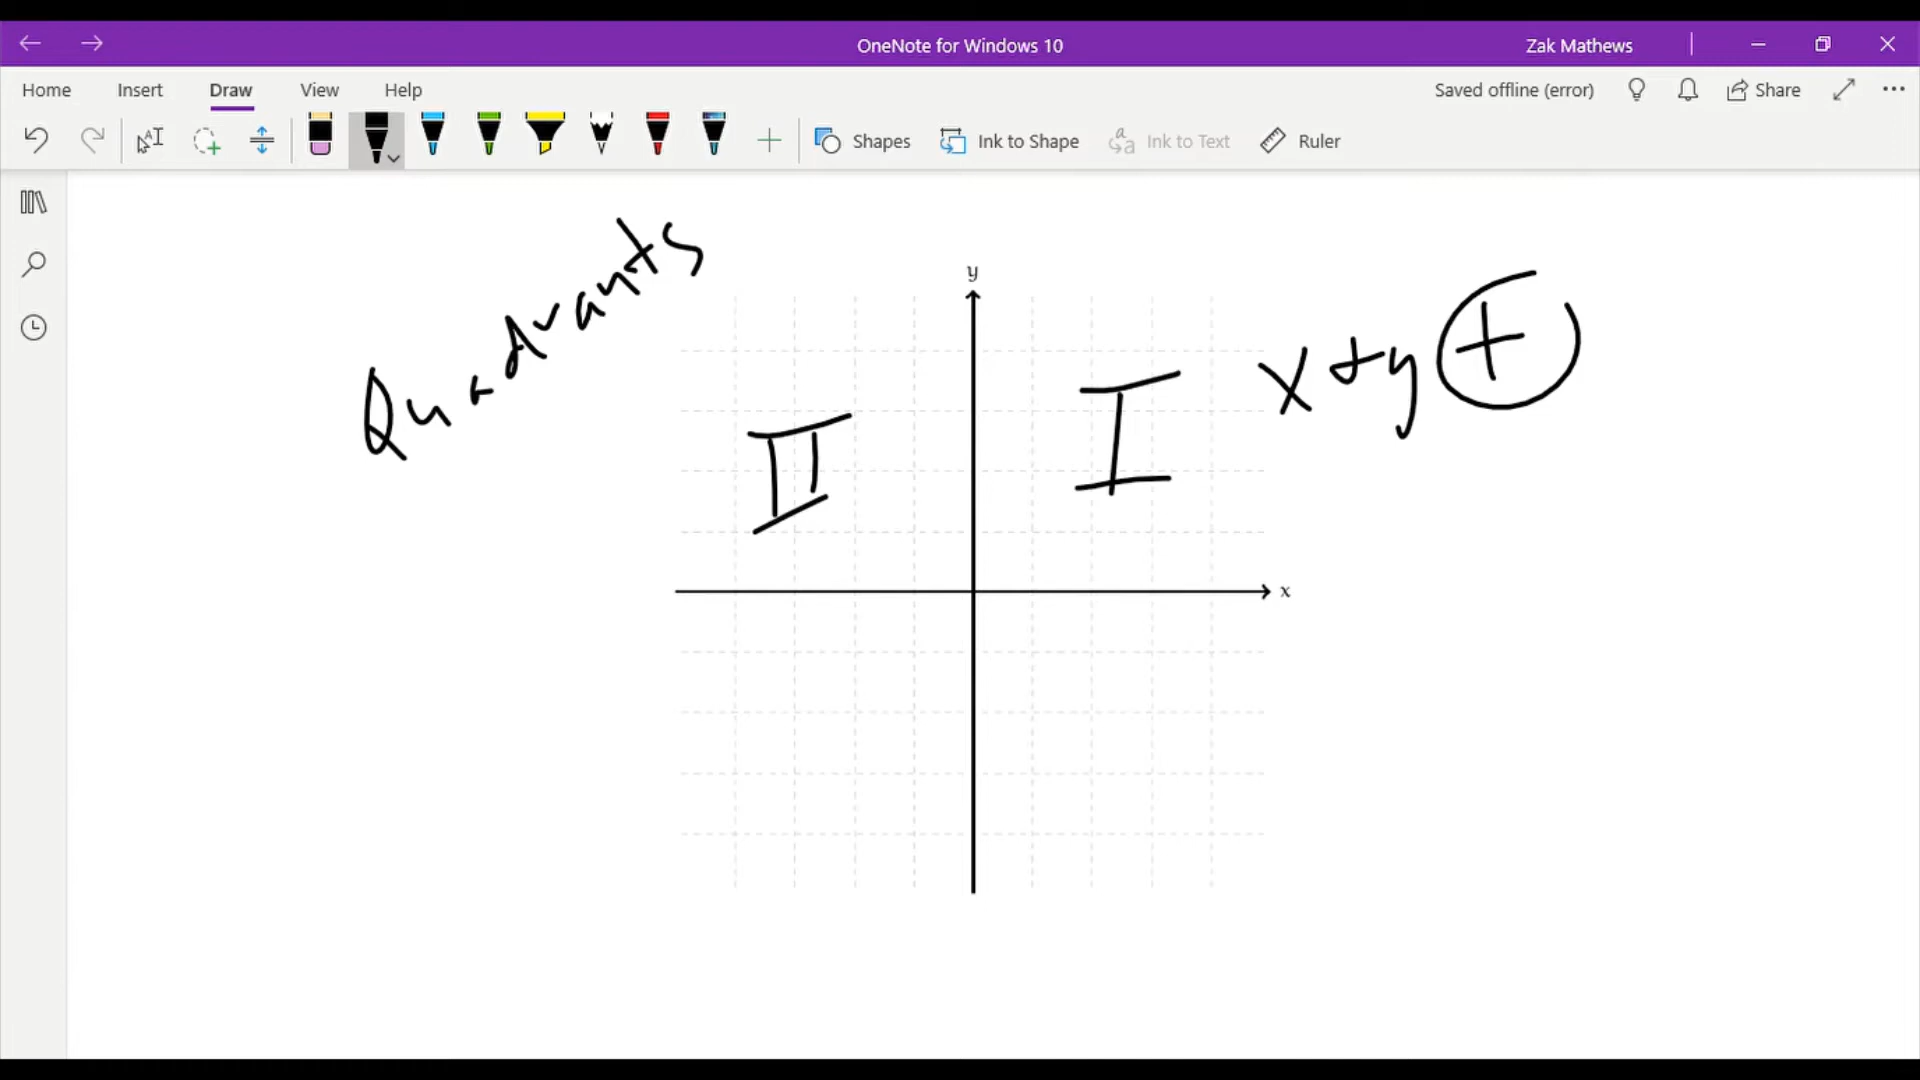 OneNote for Windows 10
Zak Mathews
Home Insert Draw View Help
Saved offline (error) Share
Shapes Ink to Shape Ink to Text Ruler
Quadrants
y
I x + y +
II
x